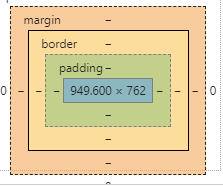 margin –
border –
padding –
0 – – 949.600 × 762 – – 0
–
–
–